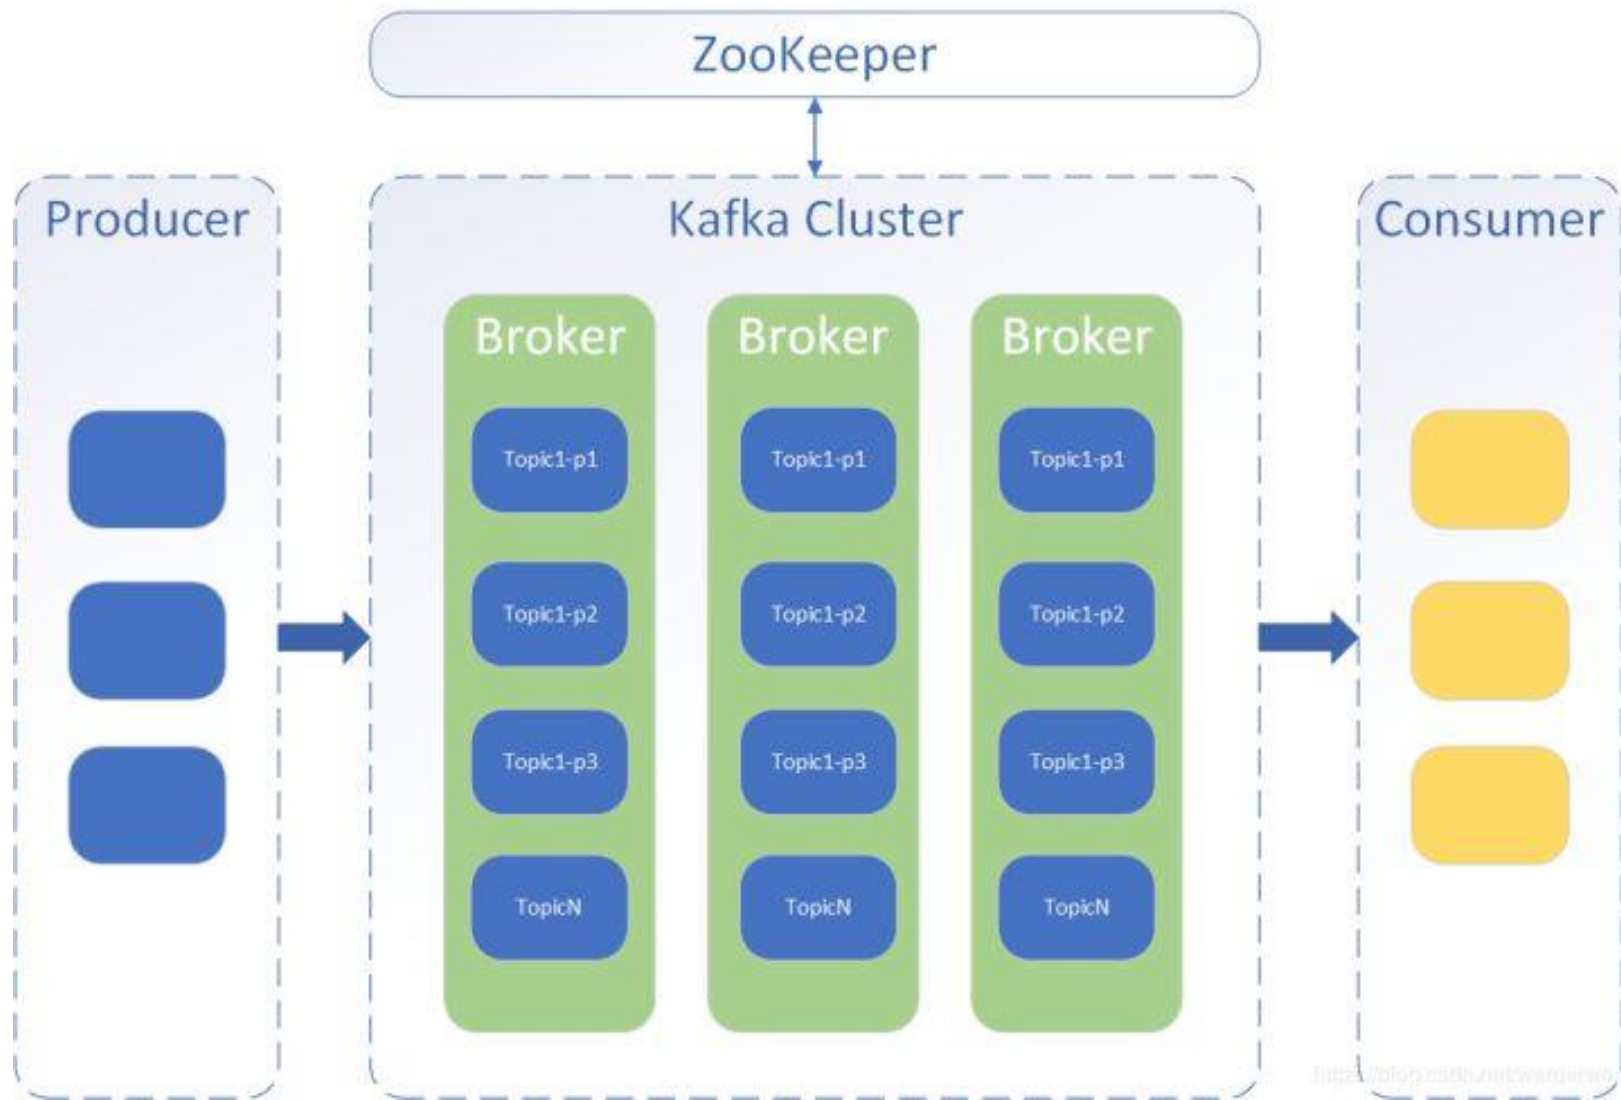 ZooKeeper
Producer
Kafka Cluster
Consumer
Broker
Broker
Broker
Topic1-p1
Topic1-p1
Topic1-p1
Topic1-p2
Topic1-p2
Topic1-p2
Topic1-p3
Topic1-p3
Topic1-p3
TopicN
TopicN
TopicN